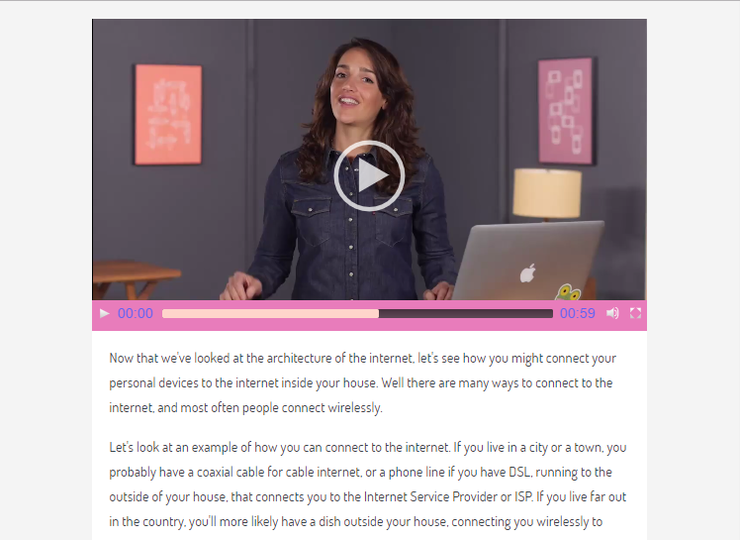 00:00
00:59
Now that we've looked at the architecture of the internet, let's see how you might connect your
personal devices to the internet inside your house. Well there are many ways to connect to the
internet, and most often people connect wirelessly.
Let's look at an example of how you can connect to the internet. If you live in a city or a town, you
probably have a coaxial cable for cable internet, or a phone line if you have DSL, running to the
outside of your house, that connects you to the Internet Service Provider or ISP. If you live far out
in the country, you'll more likely have a dish outside your house, connecting you wirelessly to